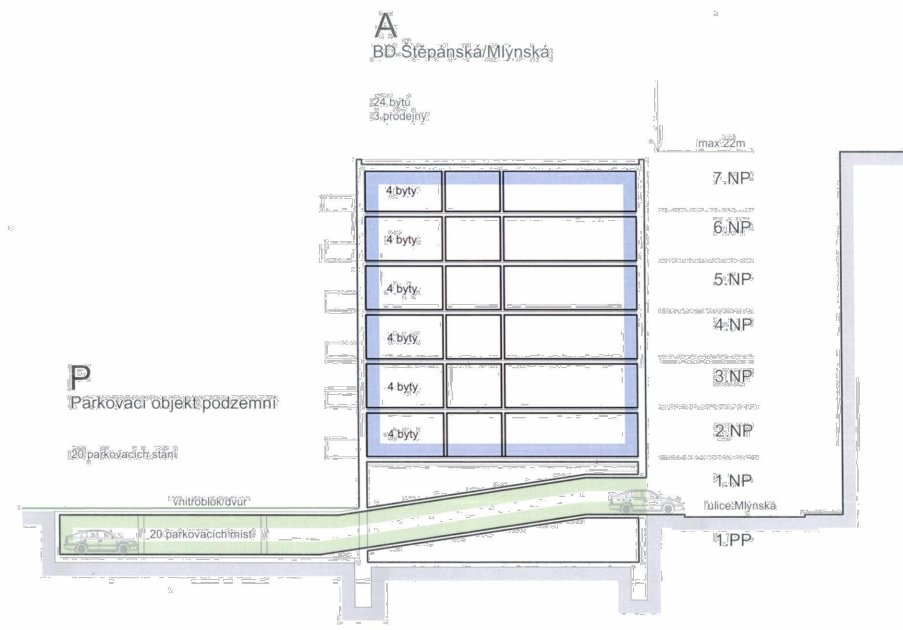 A
BD Štěpánská/Mlýnská
24 bytů
3 prodejny
max.22m
4 byty
7.NP
4 byty
6.NP
4 byty
5.NP
4 byty
4.NP
4 byty
3.NP
4 byty
2.NP
P
Parkovací objekt podzemní
20 parkovacích stání
1.NP
vnitroblok/dvůr
ulice Mlýnská
20 parkovacích míst
1.PP